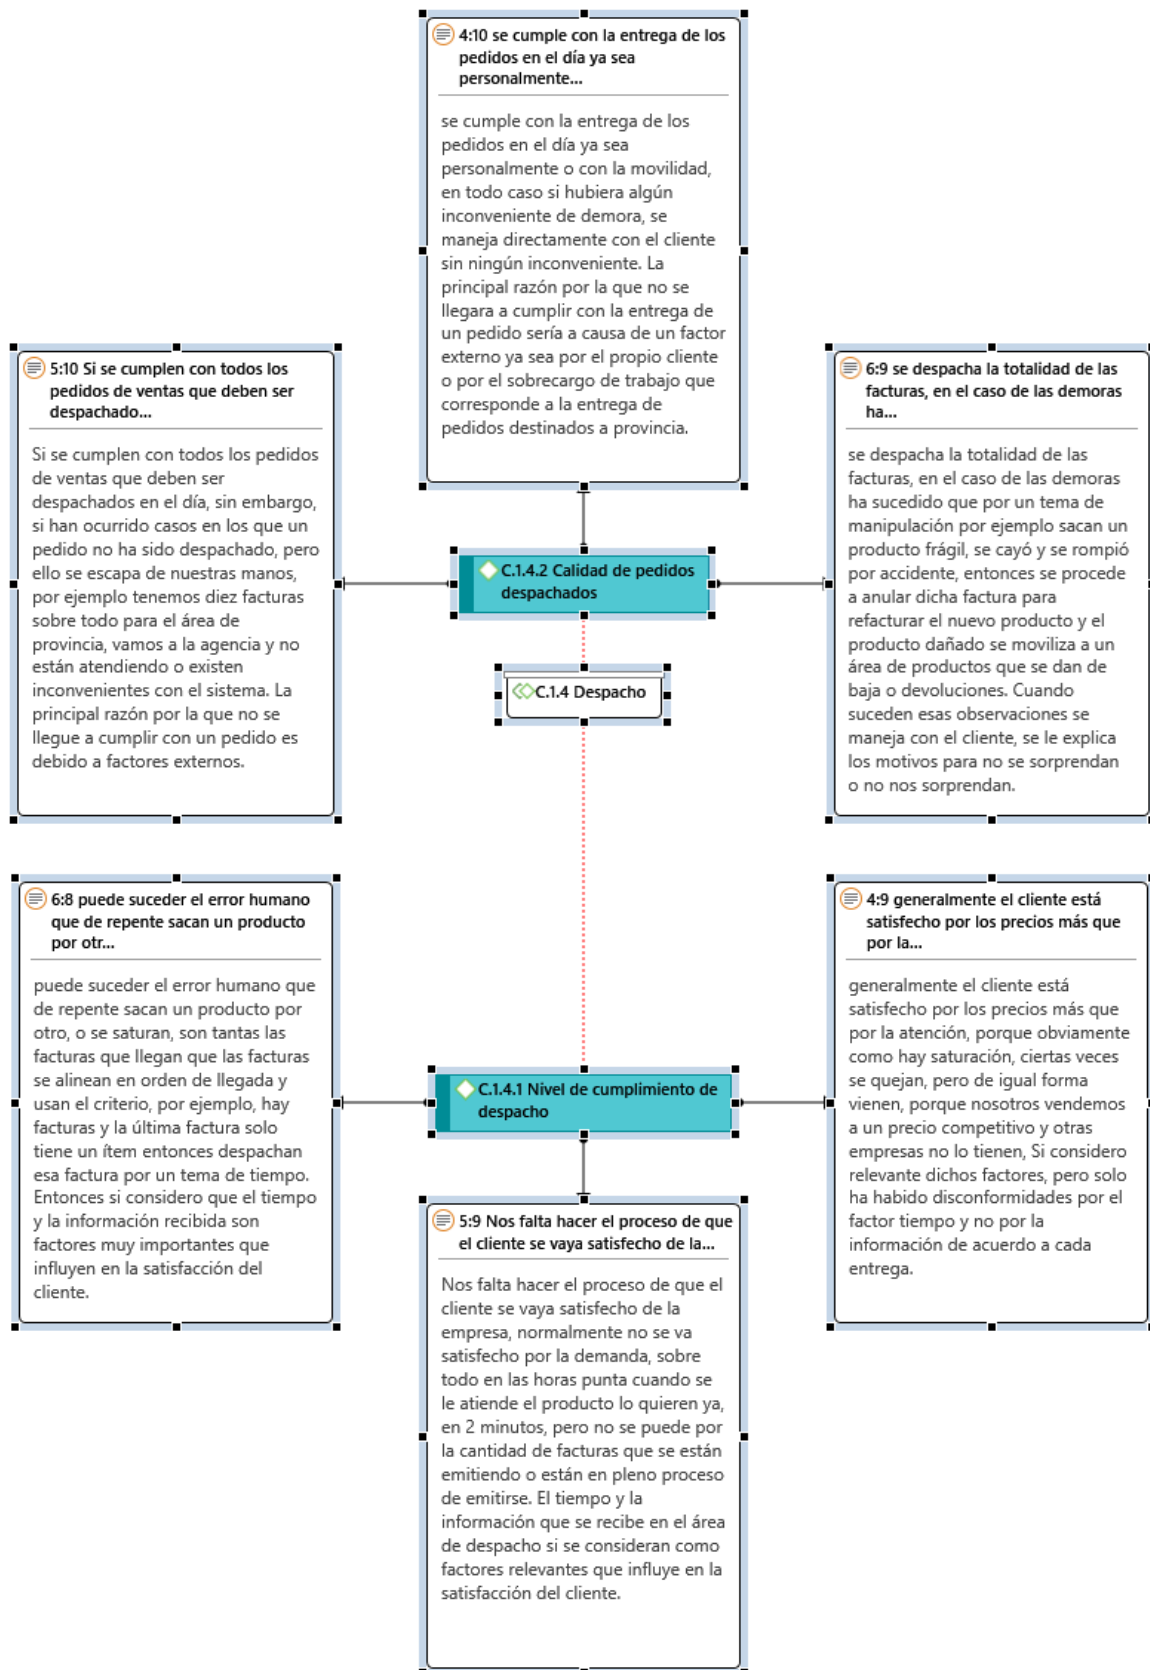 4:10 se cumple con la entrega de los
pedidos en el día ya sea
personalmente...
se cumple con la entrega de los
pedidos en el día ya sea
personalmente o con la movilidad,
en todo caso si hubiera algún
inconveniente de demora, se
maneja directamente con el cliente
sin ningún inconveniente. La
principal razón por la que no se
llegara a cumplir con la entrega de
un pedido sería a causa de un factor
externo ya sea por el propio cliente
o por el sobrecargo de trabajo que
corresponde a la entrega de
pedidos destinados a provincia.
5:10 Si se cumplen con todos los
pedidos de ventas que deben ser
despachado...
Si se cumplen con todos los pedidos
de ventas que deben ser
despachados en el día, sin embargo,
si han ocurrido casos en los que un
pedido no ha sido despachado, pero
ello se escapa de nuestras manos,
por ejemplo tenemos diez facturas
sobre todo para el área de
provincia, vamos a la agencia y no
están atendiendo o existen
inconvenientes con el sistema. La
principal razón por la que no se
llegue a cumplir con un pedido es
debido a factores externos.
C.1.4.2 Calidad de pedidos
despachados
C.1.4 Despacho
6:9 se despacha la totalidad de las
facturas, en el caso de las demoras
ha...
se despacha la totalidad de las
facturas, en el caso de las demoras
ha sucedido que por un tema de
manipulación por ejemplo sacan un
producto frágil, se cayó y se rompió
por accidente, entonces se procede
a anular dicha factura para
refacturar el nuevo producto y el
producto dañado se moviliza a un
área de productos que se dan de
baja o devoluciones. Cuando
suceden esas observaciones se
maneja con el cliente, se le explica
los motivos para no se sorprendan
o no nos sorprendan.
6:8 puede suceder el error humano
que de repente sacan un producto
por otr...
puede suceder el error humano que
de repente sacan un producto por
otro, o se saturan, son tantas las
facturas que llegan que las facturas
se alinean en orden de llegada y
usan el criterio, por ejemplo, hay
facturas y la última factura solo
tiene un ítem entonces despachan
esa factura por un tema de tiempo.
Entonces si considero que el tiempo
y la información recibida son
factores muy importantes que
influyen en la satisfacción del
cliente.
C.1.4.1 Nivel de cumplimiento de
despacho
4:9 generalmente el cliente está
satisfecho por los precios más que
por la...
generalmente el cliente está
satisfecho por los precios más que
por la atención, porque obviamente
como hay saturación, ciertas veces
se quejan, pero de igual forma
vienen, porque nosotros vendemos
a un precio competitivo y otras
empresas no lo tienen, Si considero
relevante dichos factores, pero solo
ha habido disconformidades por el
factor tiempo y no por la
información de acuerdo a cada
entrega.
5:9 Nos falta hacer el proceso de que
el cliente se vaya satisfecho de la...
Nos falta hacer el proceso de que el
cliente se vaya satisfecho de la
empresa, normalmente no se va
satisfecho por la demanda, sobre
todo en las horas punta cuando se
le atiende el producto lo quieren ya,
en 2 minutos, pero no se puede por
la cantidad de facturas que se están
emitiendo o están en pleno proceso
de emitirse. El tiempo y la
información que se recibe en el área
de despacho si se consideran como
factores relevantes que influye en la
satisfacción del cliente.